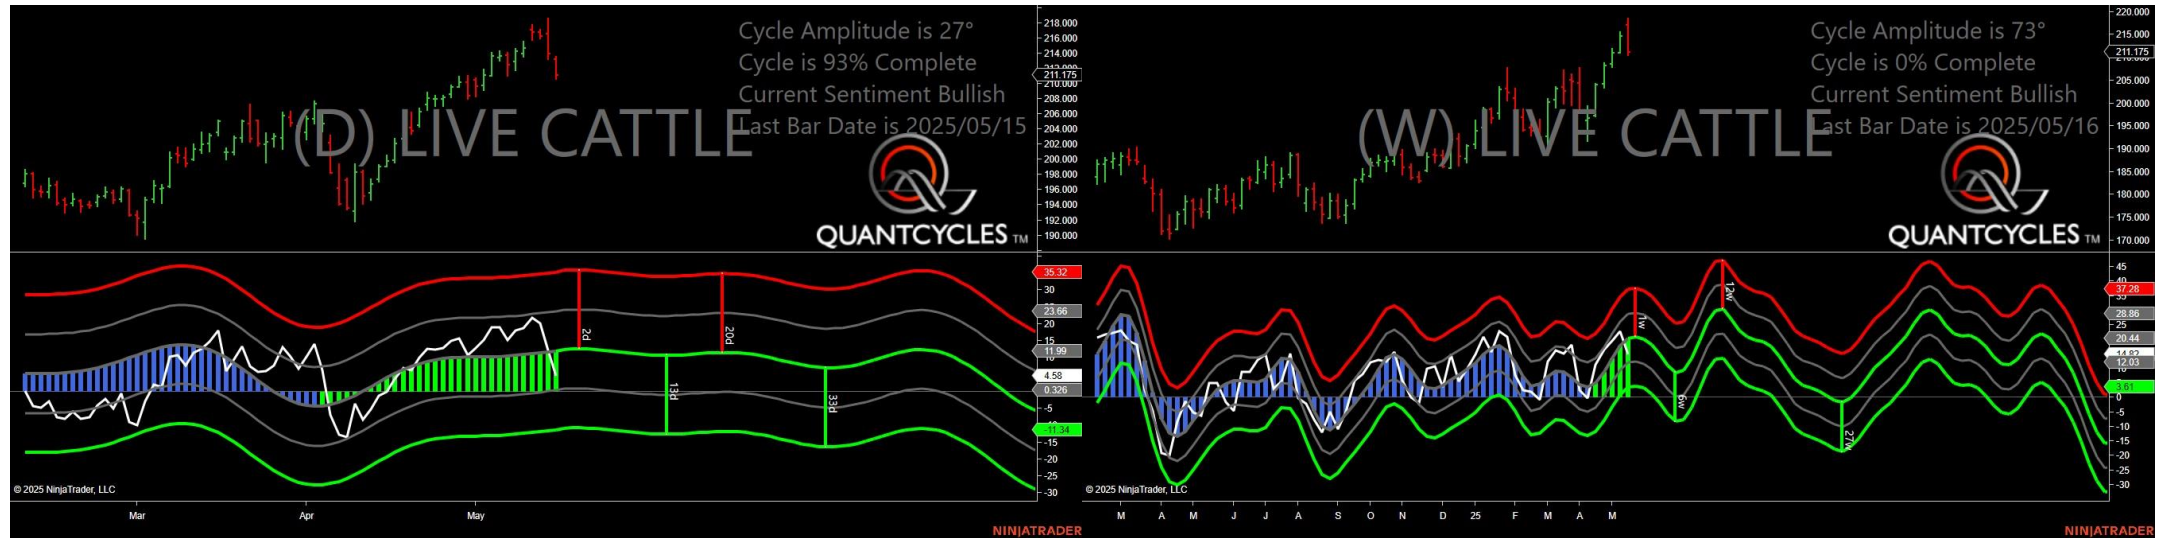 Cycle Amplitude is 27°
Cycle is 93% Complete
Current Sentiment Bullish
Last Bar Date is 2025/05/15
(D) LIVE CATTLE
QUANTCYCLES TM
218.000
216.000
214.000
211.175
210.000
208.000
206.000
204.000
202.000
200.000
198.000
196.000
194.000
192.000
190.000
35.32
30
23.66
20
15
11.99
4.58
0.326
-5
-11.34
-15
-20
-25
-30
2d
20d
13d
33d
© 2025 NinjaTrader, LLC
Mar
Apr
May
NINJATRADER
Cycle Amplitude is 73°
Cycle is 0% Complete
Current Sentiment Bullish
Last Bar Date is 2025/05/16
(W) LIVE CATTLE
QUANTCYCLES TM
220.000
215.000
211.175
205.000
200.000
195.000
190.000
185.000
180.000
175.000
170.000
45
37.28
28.86
25
20.44
14.82
12.03
3.61
0
-5
-10
-15
-20
-25
-30
1w
12w
6w
27w
© 2025 NinjaTrader, LLC
M A M J J A S O N D 25 F M A M
NINJATRADER